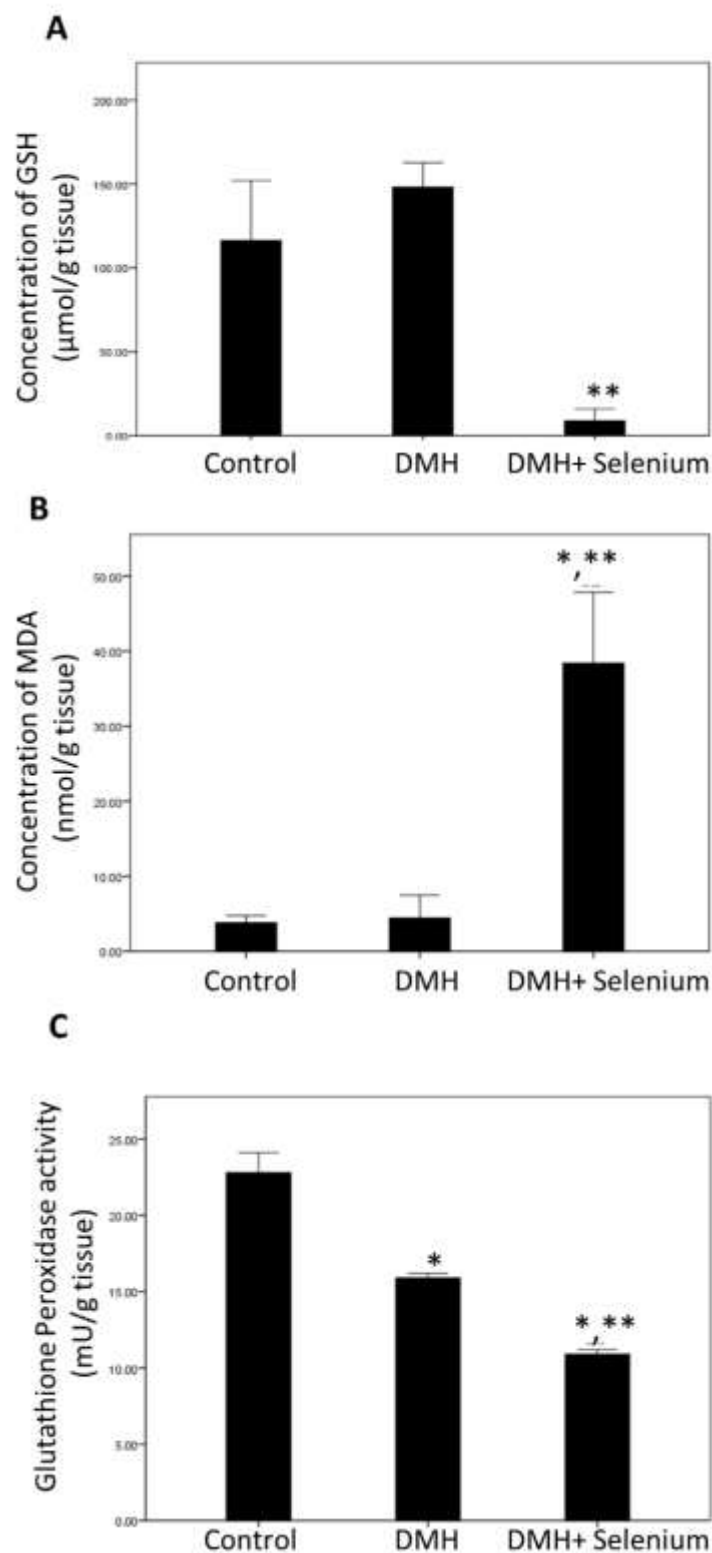 A
Concentration of GSH
(µmol/g tissue)
200.00
150.00
100.00
50.00
0.00
**
Control DMH DMH+ Selenium
B
Concentration of MDA
(nmol/g tissue)
50.00
40.00
30.00
20.00
10.00
0.00
*,**
Control DMH DMH+ Selenium
C
Glutathione Peroxidase activity
(mU/g tissue)
25.00
20.00
15.00
10.00
5.00
0.00
*
*,**
Control DMH DMH+ Selenium